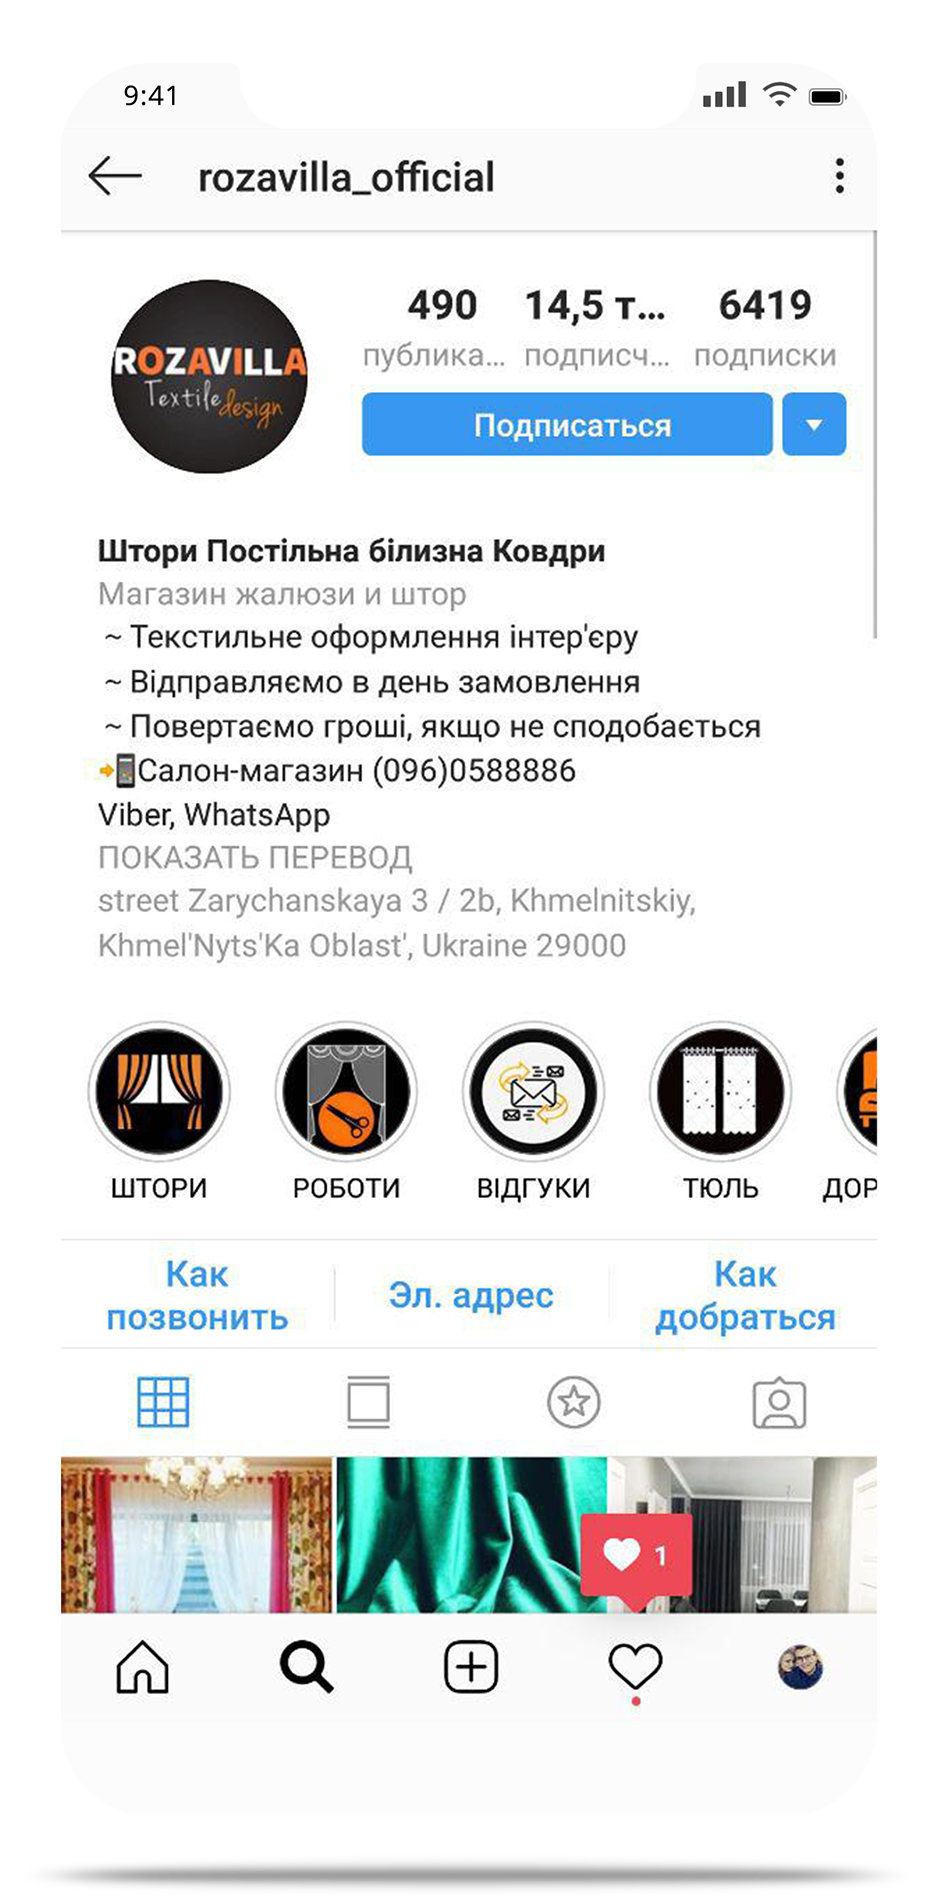 9:41
rozavilla_official
ROZAVILLA
Textile design
490 14,5 т... 6419
публика... подписч... подписки
Подписаться
Штори Постільна білизна Ковдри
Магазин жалюзи и штор
~ Текстильне оформлення інтер'єру
~ Відправляємо в день замовлення
~ Повертаємо гроші, якщо не сподобається
Салон-магазин (096)0588886
Viber, WhatsApp
ПОКАЗАТЬ ПЕРЕВОД
street Zarychanskaya 3 / 2b, Khmelnitskiy,
Khmel'Nyts'Ka Oblast', Ukraine 29000
ШТОРИ РОБОТИ ВІДГУКИ ТЮЛЬ ДОР
Как позвонить
Эл. адрес
Как добраться
1